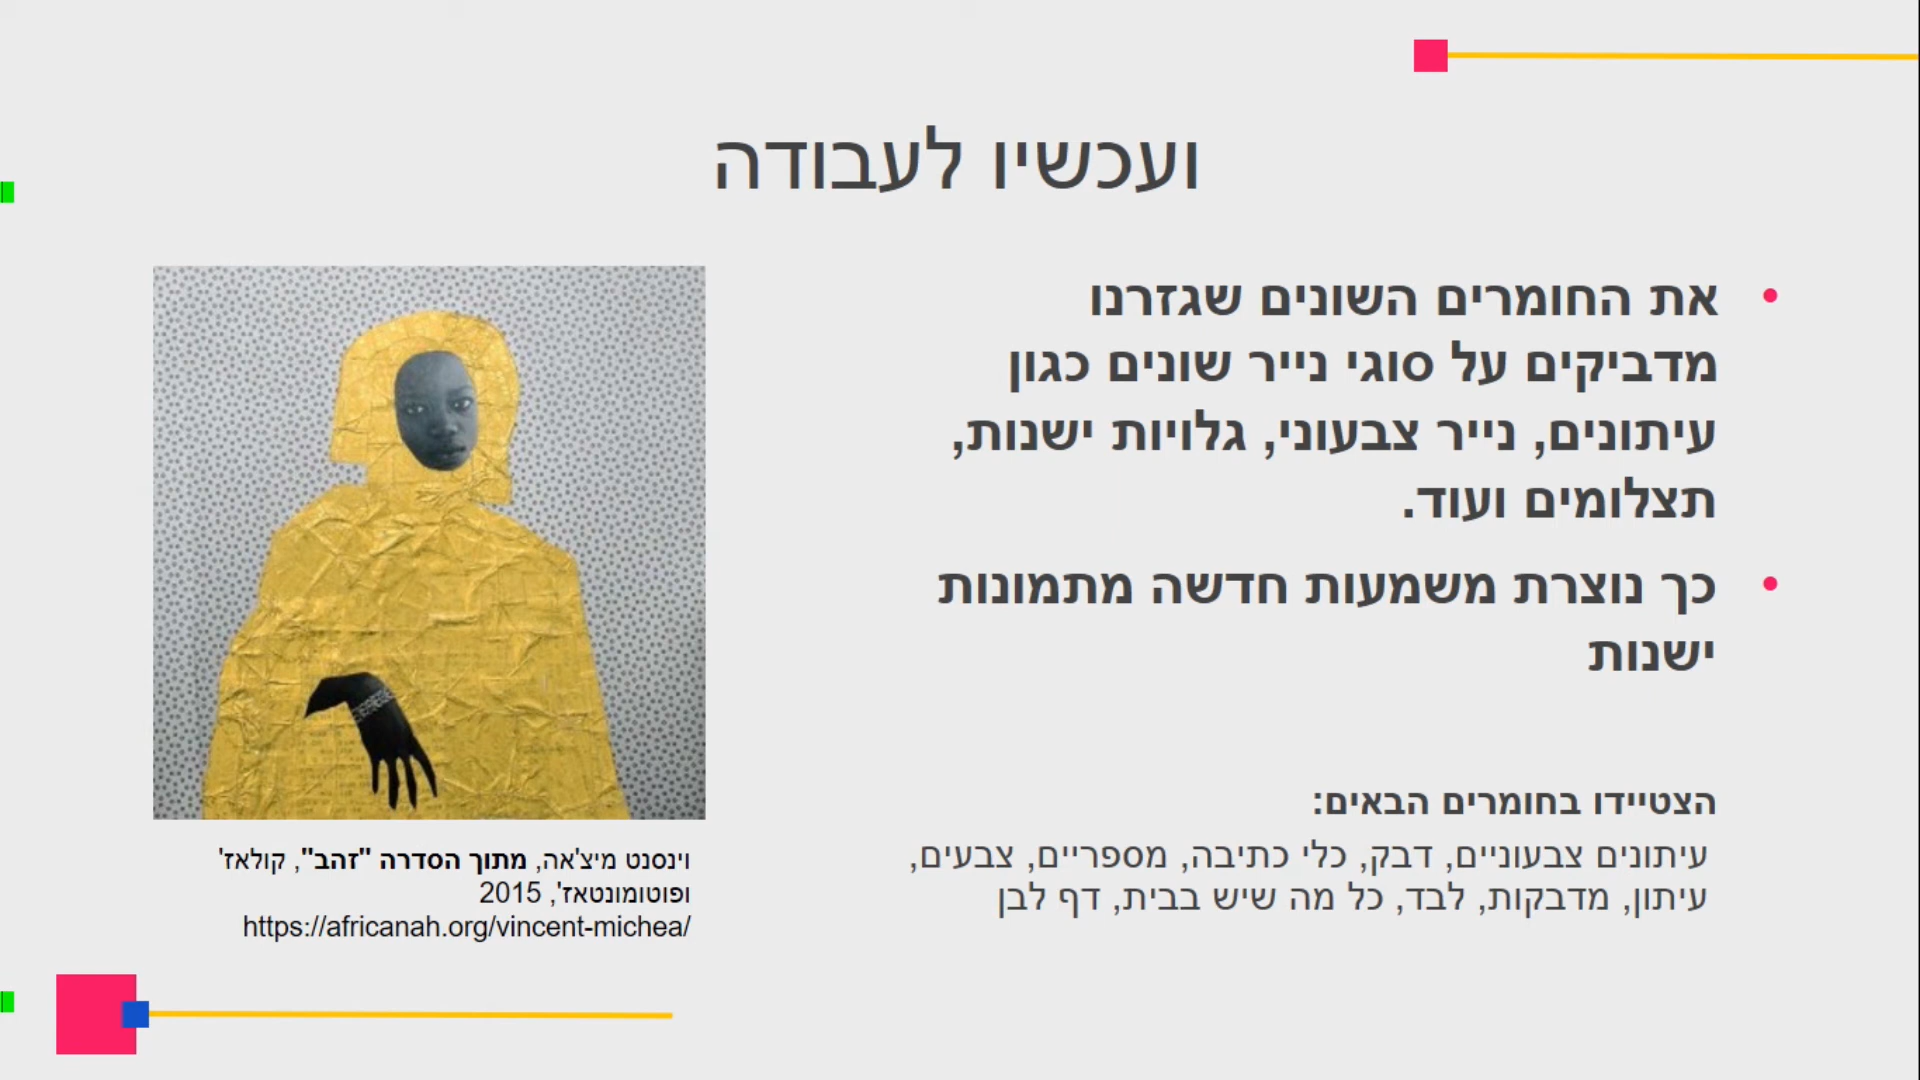 ועכשיו לעבודה
את החומרים השונים שגזרנו
מדביקים על סוגי נייר שונים כגון
עיתונים, נייר צבעוני, גלויות ישנות,
תצלומים ועוד.
כך נוצרת משמעות חדשה מתמונות
ישנות
הצטיידו בחומרים הבאים:
עיתונים צבעוניים, דבק, כלי כתיבה, מספריים, צבעים,
עיתון, מדבקות, לבד, כל מה שיש בבית, דף לבן
וינסנט מיצ'אה, מתוך הסדרה "זהב", קולאז'
ופוטומונטאז', 2015
https://africanah.org/vincent-michea/